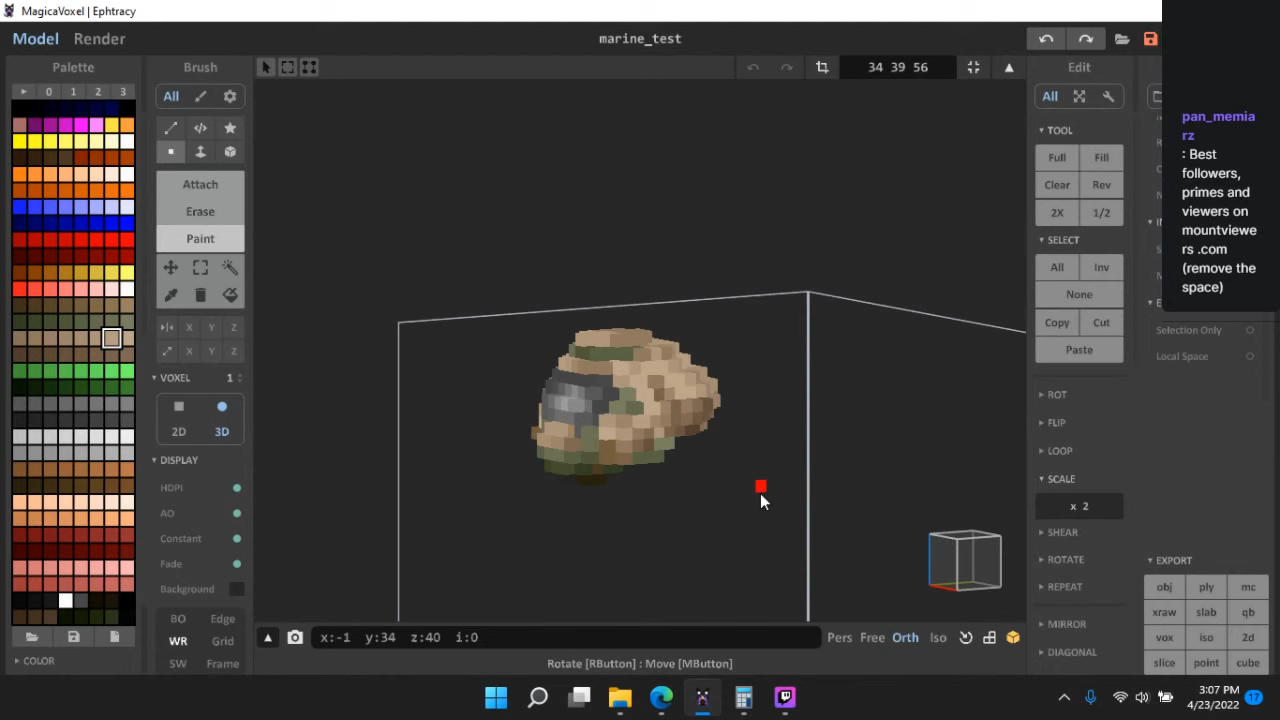 MagicaVoxel | Ephtracy
Model Render
marine_test
Palette
0 1 2 3
COLOR
Brush
All
Attach
Erase
Paint
X Y Z
X Y Z
VOXEL 1
2D 3D
DISPLAY
HDPI
AO
Constant
Fade
Background
BO Edge
WR Grid
SW Frame
34 39 56
x:-1 y:34 z:40 i:0
Pers Free Orth Iso
Rotate [RButton] : Move [MButton]
Edit
All
TOOL
Full Fill
Clear Rev
2X 1/2
SELECT
All Inv
None
Copy Cut
Paste
ROT
FLIP
LOOP
SCALE
x 2
SHEAR
ROTATE
REPEAT
MIRROR
DIAGONAL
pan_memia
rz
: Best
followers,
primes and
viewers on
mountviewe
rs .com
(remove the
space)
Selection Only
Local Space
EXPORT
obj ply mc
xraw slab qb
vox iso 2d
slice point cube
3:07 PM
4/23/2022
17